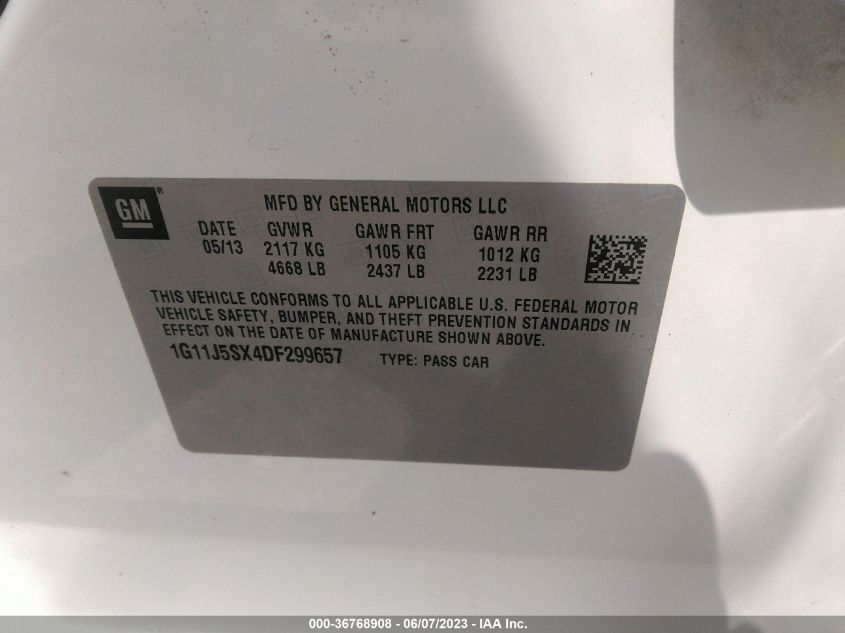 GM
MFD BY GENERAL MOTORS LLC
DATE GVWR GAWR FRT GAWR RR
05/13 2117 KG 1105 KG 1012 KG
4668 LB 2437 LB 2231 LB
THIS VEHICLE CONFORMS TO ALL APPLICABLE U.S. FEDERAL MOTOR
VEHICLE SAFETY, BUMPER, AND THEFT PREVENTION STANDARDS IN
EFFECT ON THE DATE OF MANUFACTURE SHOWN ABOVE.
1G11J5SX4DF299657 TYPE: PASS CAR
000-36768908 - 06/07/2023 - IAA Inc.